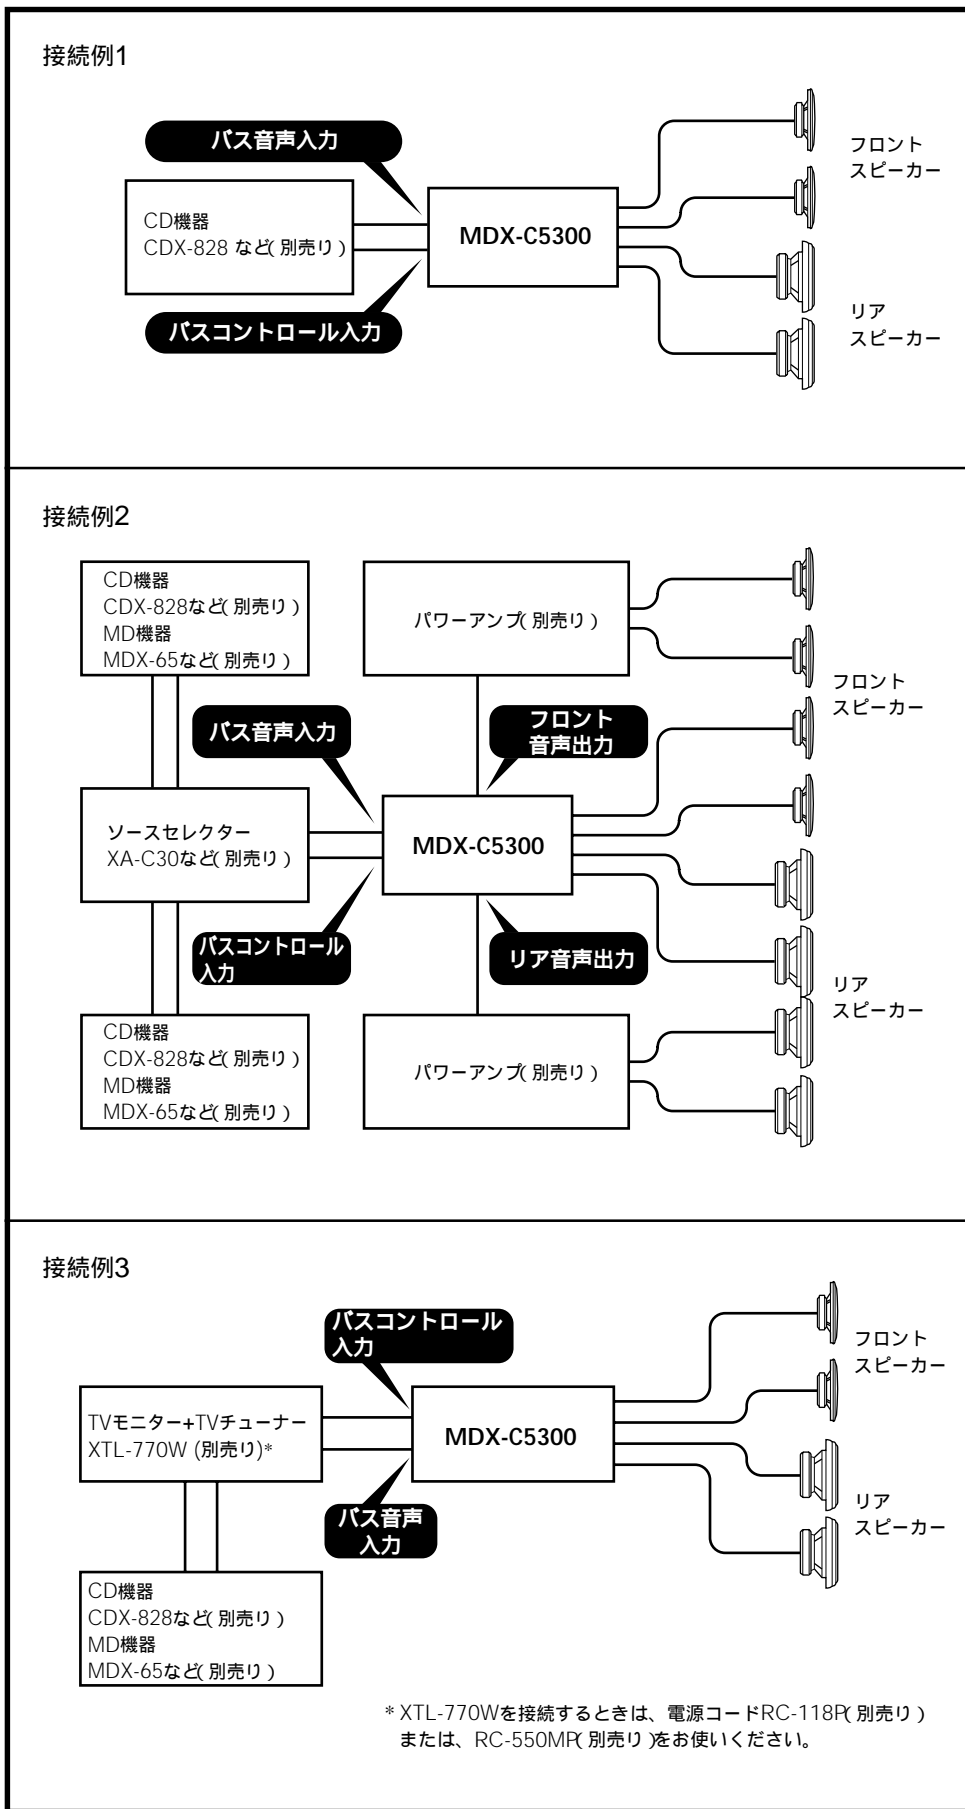 接続例1
バス音声入力
CD機器
CDX-828 など(別売り)
MDX-C5300
バスコントロール入力
フロント
スピーカー
リア
スピーカー
接続例2
CD機器
CDX-828など(別売り)
MD機器
MDX-65など(別売り)
パワーアンプ(別売り)
フロント
スピーカー
バス音声入力
フロント
音声出力
ソースセレクター
XA-C30など(別売り)
MDX-C5300
バスコントロール
入力
リア音声出力
リア
スピーカー
CD機器
CDX-828など(別売り)
MD機器
MDX-65など(別売り)
パワーアンプ(別売り)
接続例3
バスコントロール
入力
フロント
スピーカー
TVモニター+TVチューナー
XTL-770W (別売り)*
MDX-C5300
バス音声
入力
リア
スピーカー
CD機器
CDX-828など(別売り)
MD機器
MDX-65など(別売り)
* XTL-770Wを接続するときは、電源コードRC-118P(別売り)
または、RC-550MP(別売り)をお使いください。